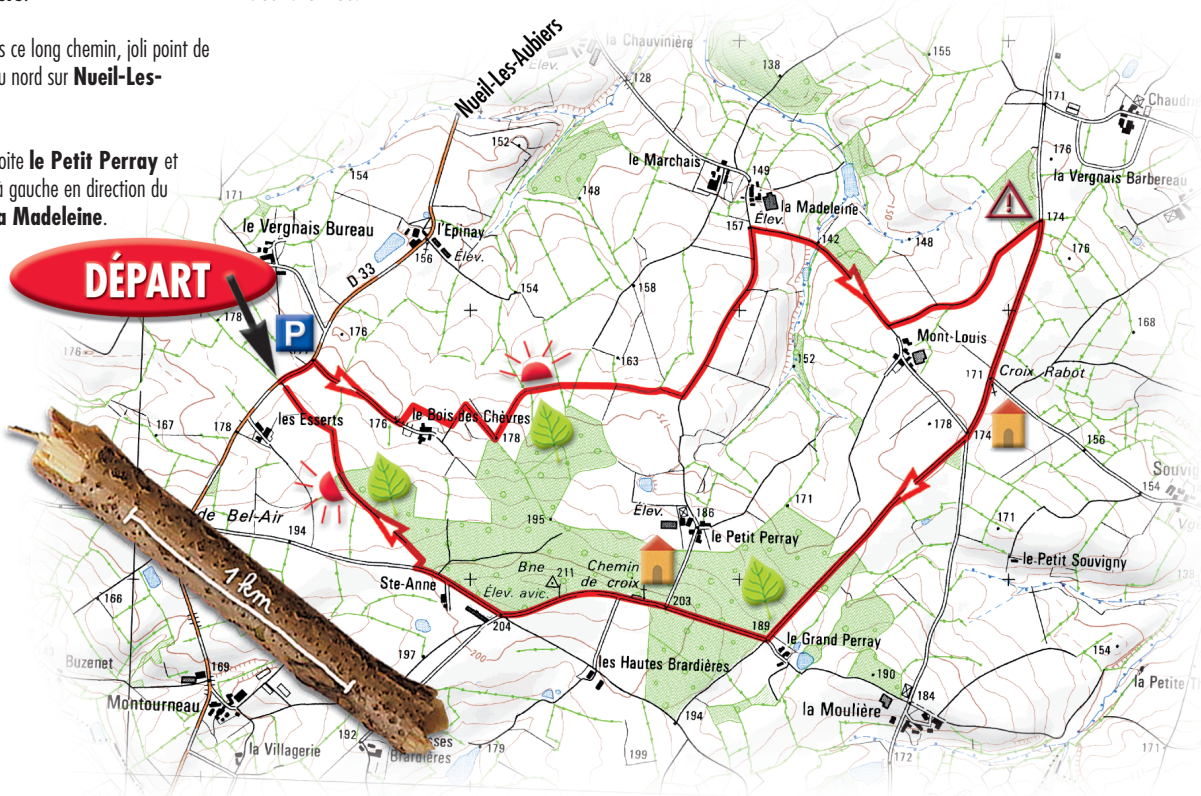 s ce long chemin, joli point de
u nord sur Nueil-Les-
oite le Petit Perray et
à gauche en direction du
a Madeleine.
Nueil-Les-Aubiers
la Chauvinière
Élev.
128
138
155
171
Chaudr
152
154
171
le Marchais
149
148
176
la Vergnais Barbereau
la Madeleine
Élev.
157
142
150
148
174
176
le Vergnais Bureau
l'Epinay
156
Élev.
D 33
DÉPART
P
178
176
154
158
168
176
163
152
Mont-Louis
171
Croix Rabot
les Esserts
176
le Bois des Chèvres
178
167
178
178
174
156
Souvig
154
de Bel-Air
194
195
Élev.
186
171
le Petit Perray
171
le Petit Souvigny
1 km
Ste-Anne
Bne
211
Élev. avic.
Chemin
de croix
203
204
189
le Grand Perray
166
197
200
les Hautes Brardières
190
154
Buzenet
169
Montourneau
194
la Moulière
184
la Petite
192
la Villagerie
ses
Brardières
179
199
172
171